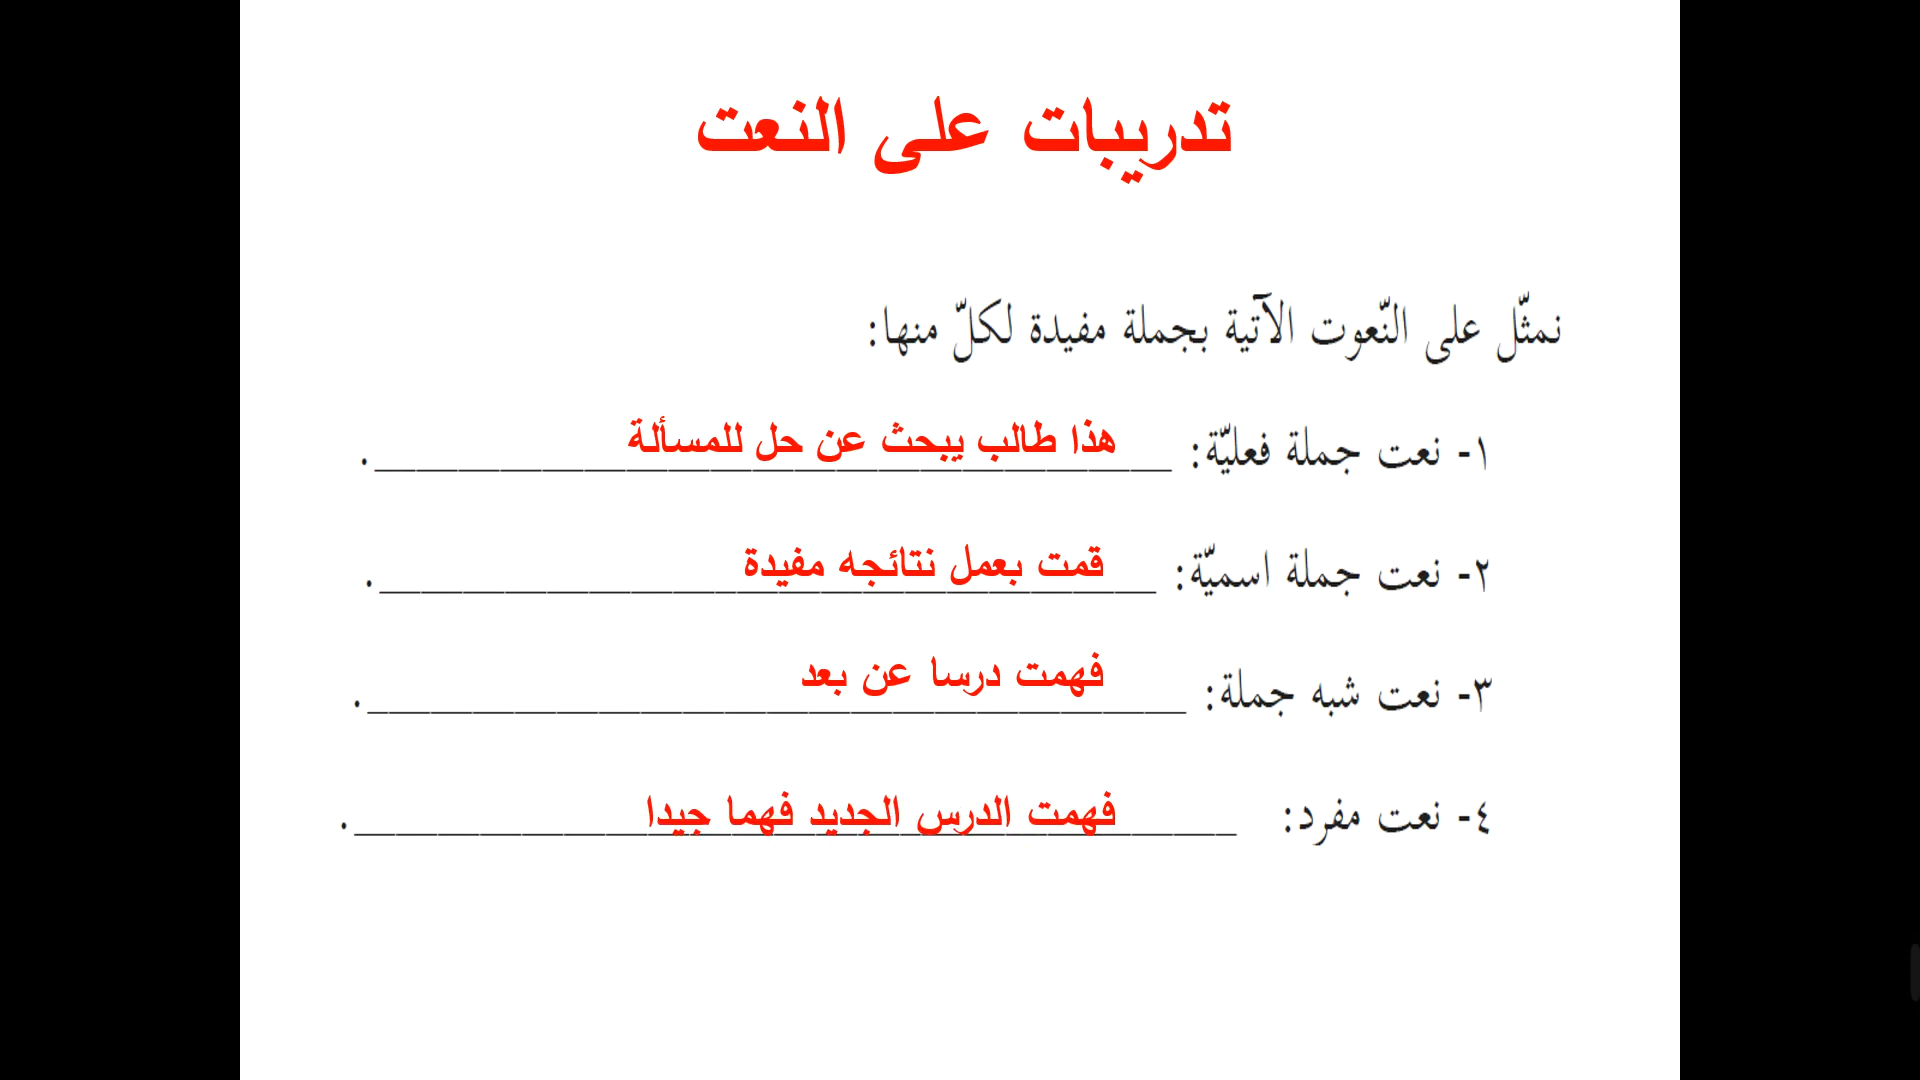 تدريبات على النعت
نمثّل على النّعوت الآتية بجملة مفيدة لكلّ منها:
١- نعت جملة فعليّة: هذا طالب يبحث عن حل للمسألة .
٢- نعت جملة اسميّة: قمت بعمل نتائجه مفيدة .
٣- نعت شبه جملة: فهمت درسا عن بعد .
٤- نعت مفرد: فهمت الدرس الجديد فهما جيدا .